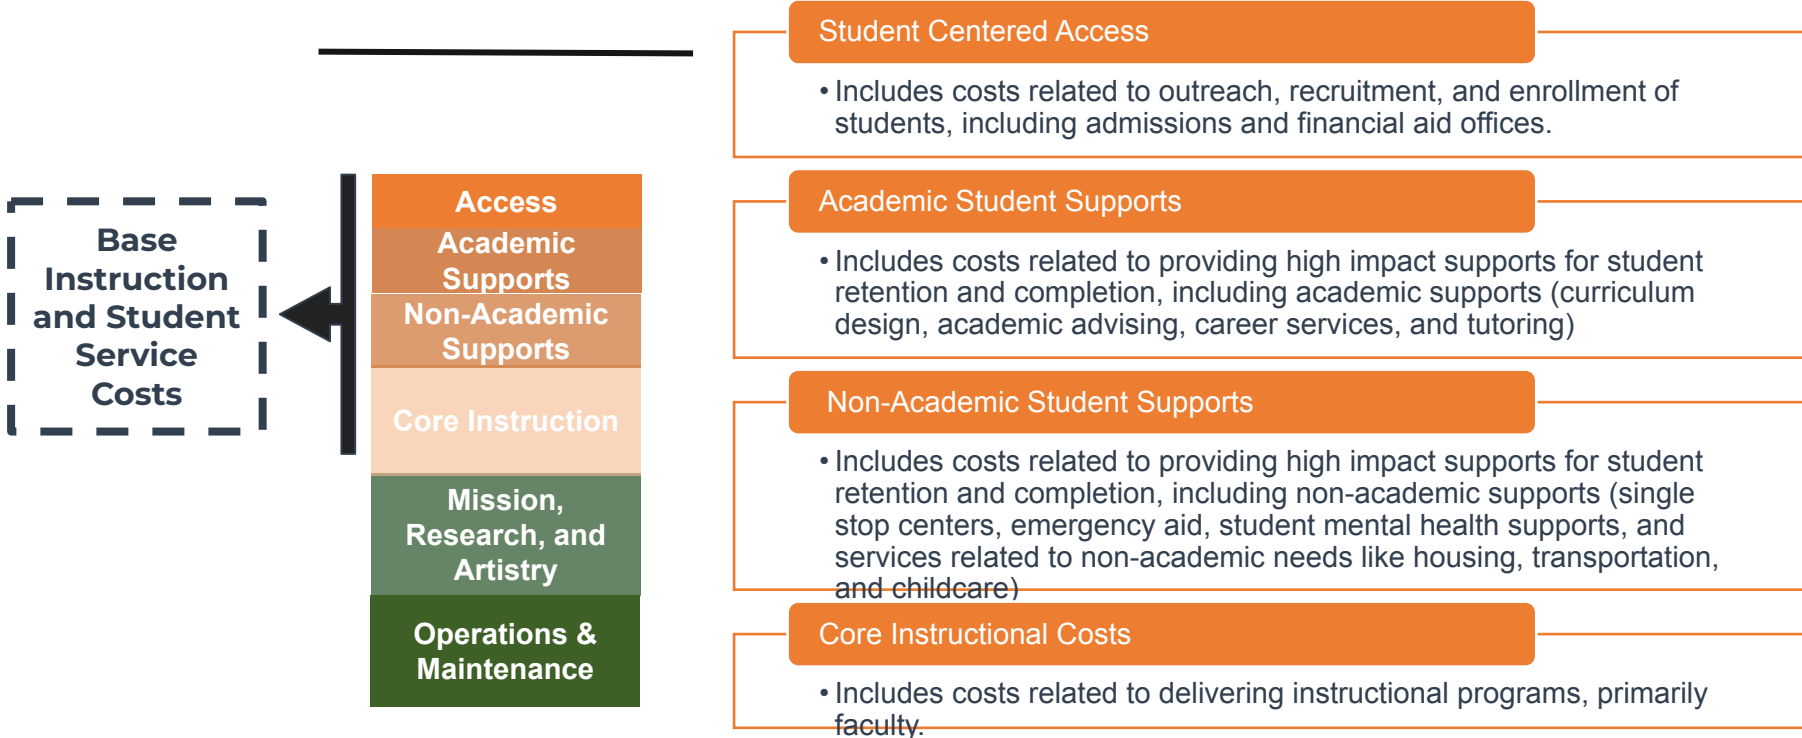 Base
Instruction
and Student
Service
Costs
Access
Academic
Supports
Non-Academic
Supports
Core Instruction
Mission,
Research, and
Artistry
Operations &
Maintenance
Student Centered Access
• Includes costs related to outreach, recruitment, and enrollment of
students, including admissions and financial aid offices.
Academic Student Supports
• Includes costs related to providing high impact supports for student
retention and completion, including academic supports (curriculum
design, academic advising, career services, and tutoring)
Non-Academic Student Supports
• Includes costs related to providing high impact supports for student
retention and completion, including non-academic supports (single
stop centers, emergency aid, student mental health supports, and
services related to non-academic needs like housing, transportation,
and childcare)
Core Instructional Costs
• Includes costs related to delivering instructional programs, primarily
faculty.